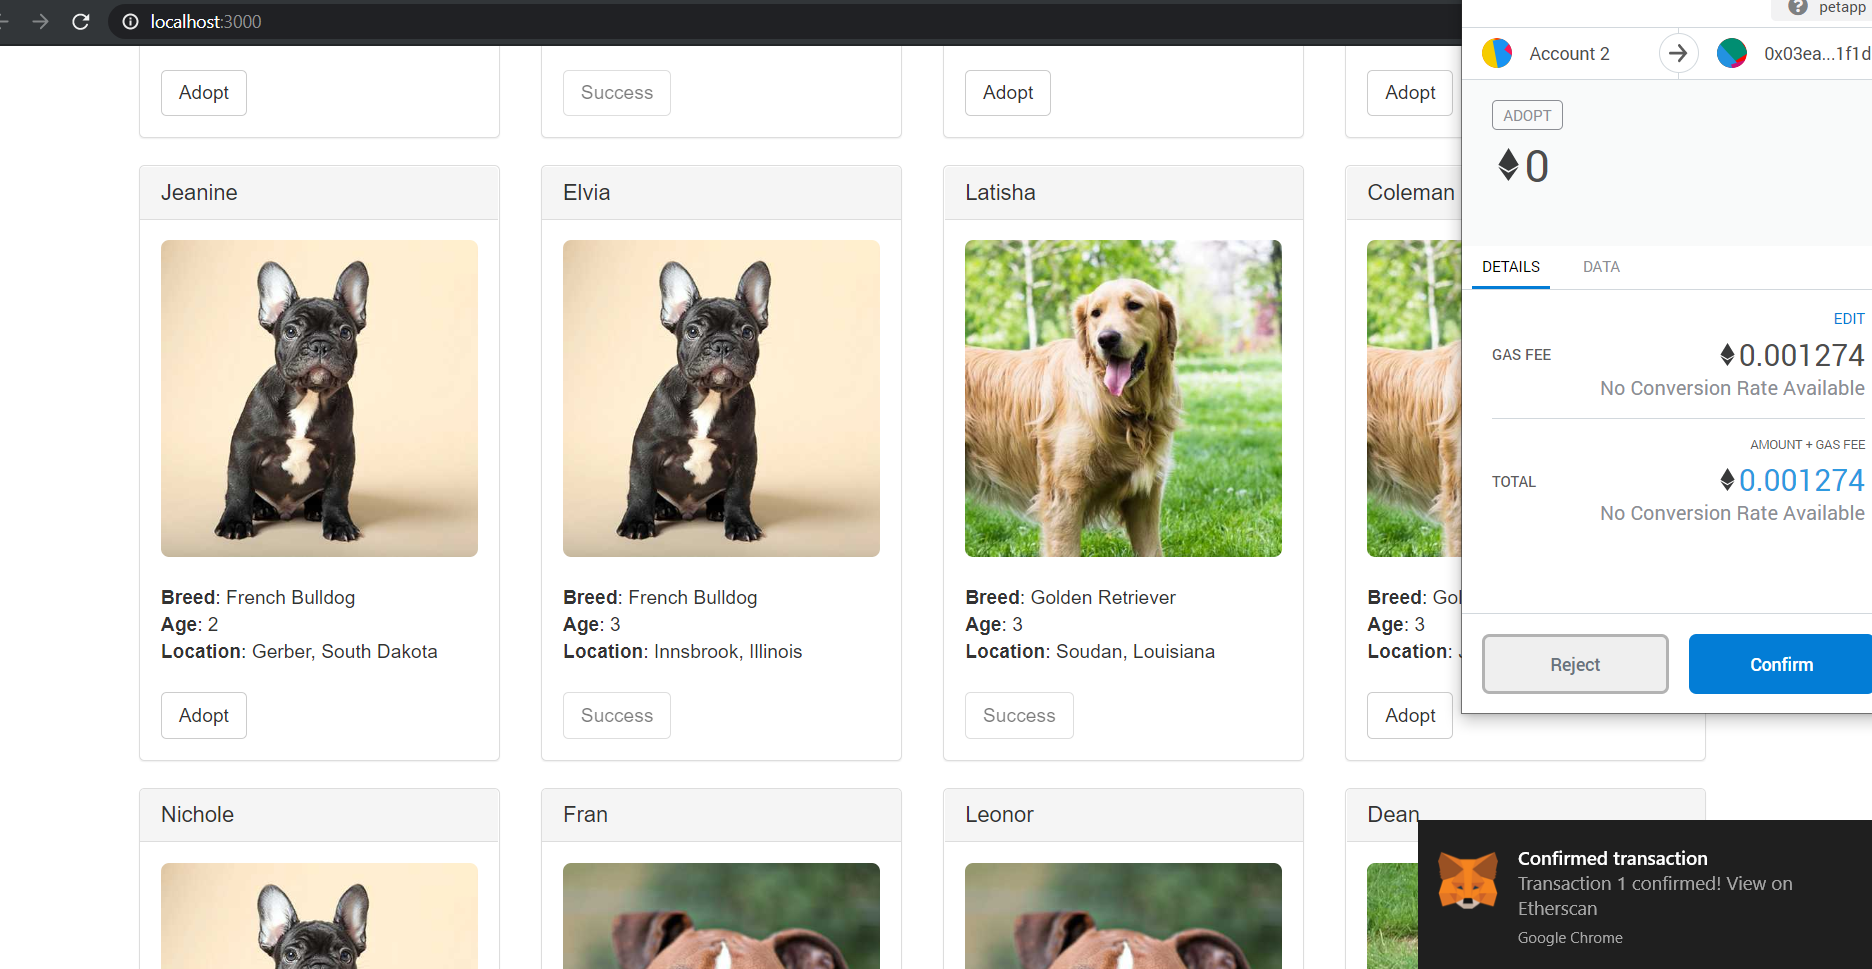 localhost:3000
petapp
Account 2
0x03ea...1f1d
ADOPT
0
DETAILS DATA
EDIT
GAS FEE 0.001274
No Conversion Rate Available
AMOUNT + GAS FEE
TOTAL 0.001274
No Conversion Rate Available
Reject Confirm
Adopt Success Adopt Adopt
Jeanine
Breed: French Bulldog
Age: 2
Location: Gerber, South Dakota
Adopt
Elvia
Breed: French Bulldog
Age: 3
Location: Innsbrook, Illinois
Success
Latisha
Breed: Golden Retriever
Age: 3
Location: Soudan, Louisiana
Success
Coleman
Breed:
Age: 3
Location:
Adopt
Nichole
Fran
Leonor
Dean
Confirmed transaction
Transaction 1 confirmed! View on
Etherscan
Google Chrome